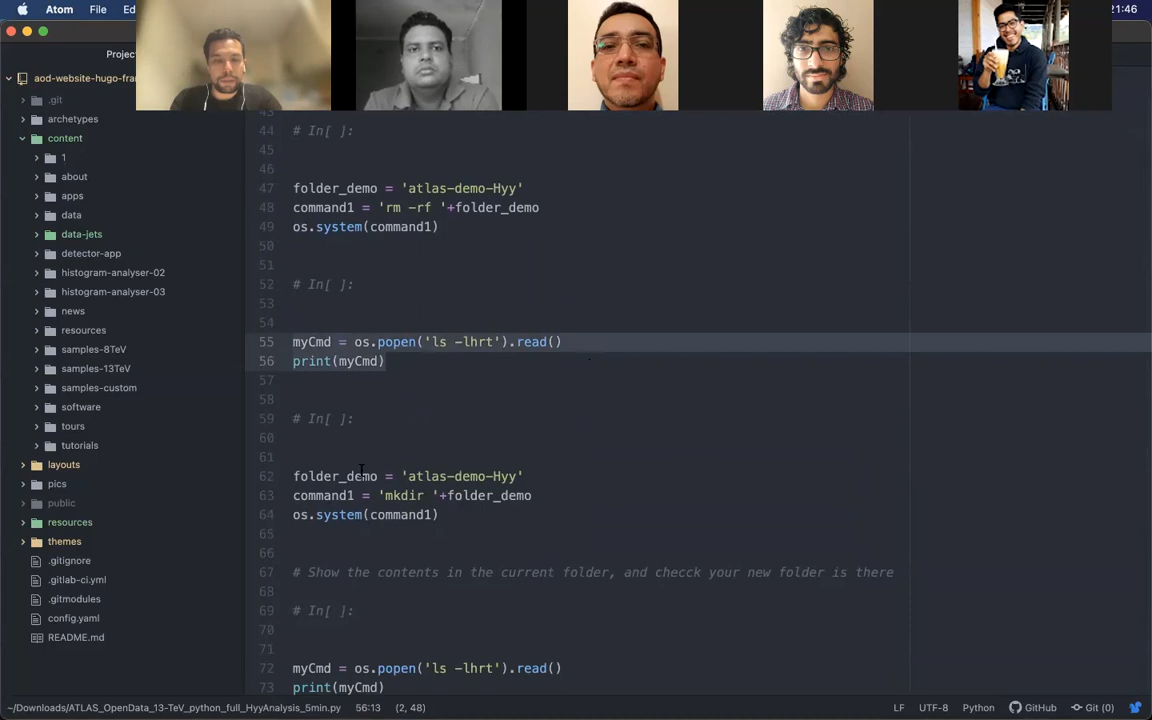 Atom File Ed 21:46
Projec
aod-website-hugo-frar
.git
archetypes
content
1
about
apps
data
data-jets
detector-app
histogram-analyser-02
histogram-analyser-03
news
resources
samples-8TeV
samples-13TeV
samples-custom
software
tours
tutorials
layouts
pics
public
resources
themes
.gitignore
.gitlab-ci.yml
.gitmodules
config.yaml
README.md
43
44 # In[ ]:
45
46
47 folder_demo = 'atlas-demo-Hyy'
48 command1 = 'rm -rf '+folder_demo
49 os.system(command1)
50
51
52 # In[ ]:
53
54
55 myCmd = os.popen('ls -lhrt').read()
56 print(myCmd)
57
58
59 # In[ ]:
60
61
62 folder_demo = 'atlas-demo-Hyy'
63 command1 = 'mkdir '+folder_demo
64 os.system(command1)
65
66
67 # Show the contents in the current folder, and checck your new folder is there
68
69 # In[ ]:
70
71
72 myCmd = os.popen('ls -lhrt').read()
73 print(myCmd)
~/Downloads/ATLAS_OpenData_13-TeV_python_full_HyyAnalysis_5min.py 56:13 (2, 48) LF UTF-8 Python GitHub Git (0)